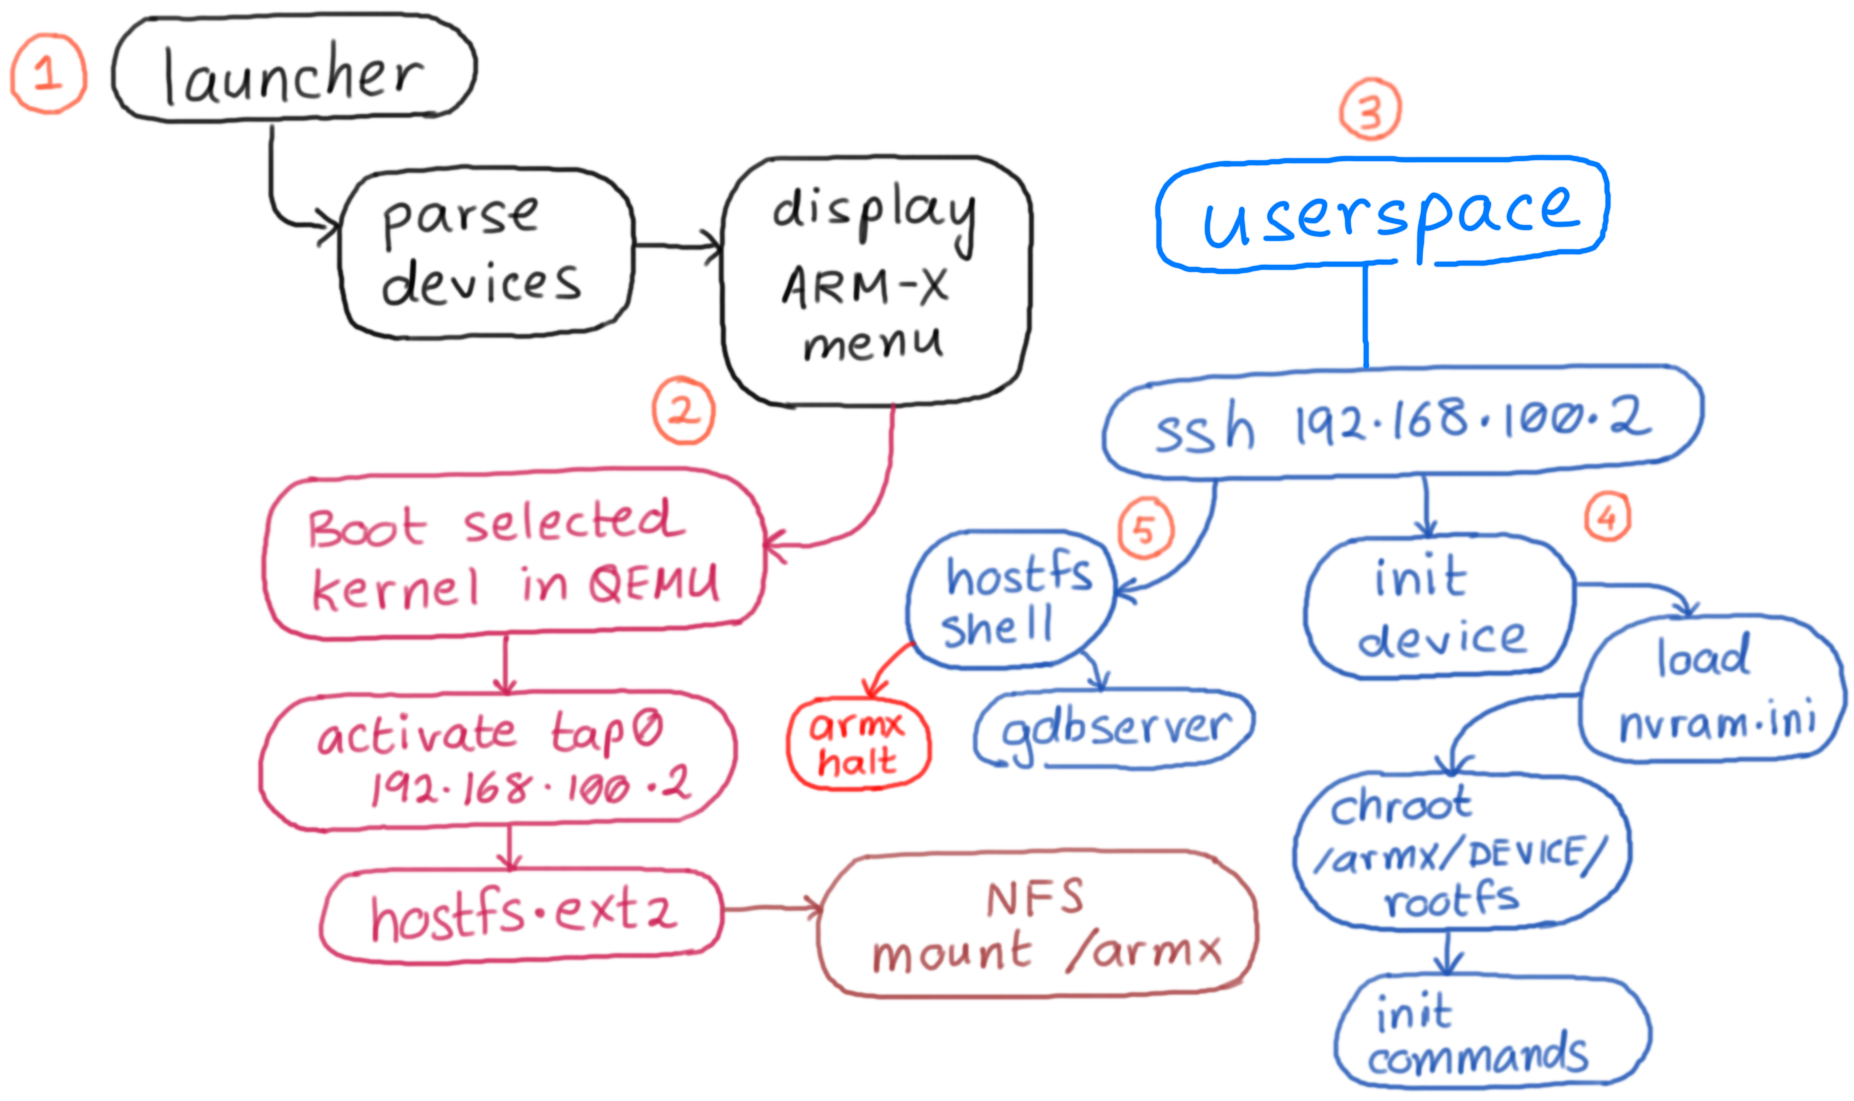 1
launcher
parse
devices
display
ARM-X
menu
2
Boot selected
kernel in QEMU
activate tap0
192.168.100.2
hostfs.ext2
NFS
mount /armx
3
userspace
ssh 192.168.100.2
4
init
device
load
nvram.ini
chroot
/armx/DEVICE/
rootfs
init
commands
5
hostfs
shell
armx
halt
gdbserver